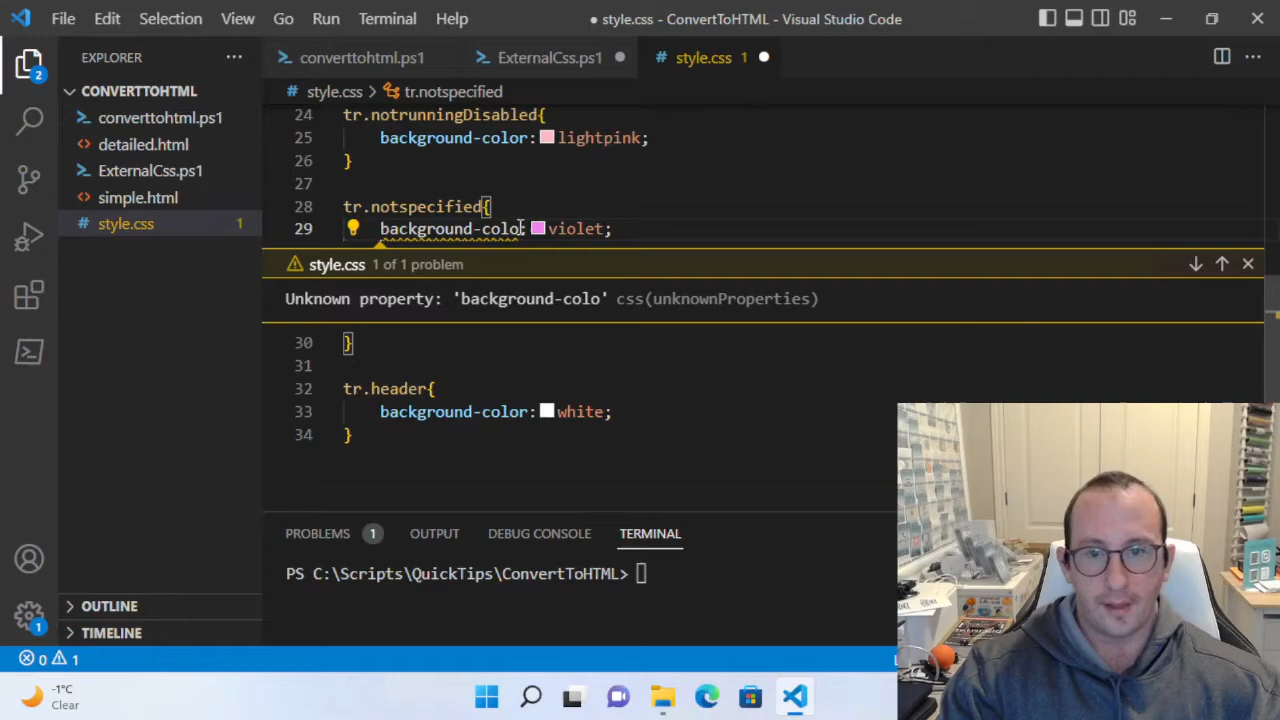 File Edit Selection View Go Run Terminal Help ● style.css - ConvertToHTML - Visual Studio Code
EXPLORER ... converttohtml.ps1 ExternalCss.ps1 style.css 1
2
CONVERTTOHTML
converttohtml.ps1
detailed.html
ExternalCss.ps1
simple.html
style.css 1
style.css > tr.notspecified
24 tr.notrunningDisabled{
25 background-color: lightpink;
26 }
27
28 tr.notspecified{
29 background-colo: violet;
style.css 1 of 1 problem
Unknown property: 'background-colo' css(unknownProperties)
30 }
31
32 tr.header{
33 background-color: white;
34 }
PROBLEMS 1 OUTPUT DEBUG CONSOLE TERMINAL
PS C:\Scripts\QuickTips\ConvertToHTML>
OUTLINE
TIMELINE
1
0 1
-1°C
Clear